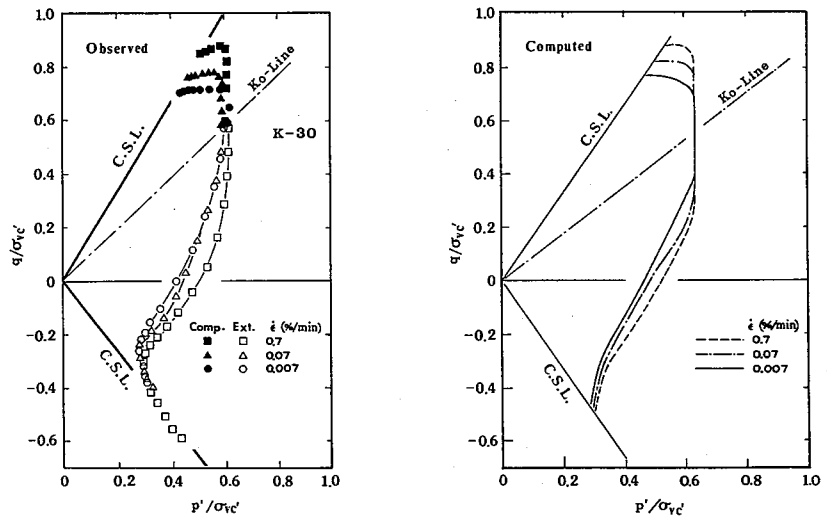 1.0
Observed
0.8
Ko-Line
0.6
K-30
C.S.L.
0.4
q/σvc'
0.2
0
-0.2
Comp. Ext. ε̇ (%/min)
0.7
0.07
0.007
C.S.L.
-0.4
-0.6
0 0.2 0.4 0.6 0.8 1.0
p'/σvc'
1.0
Computed
0.8
Ko-Line
0.6
C.S.L.
0.4
q/σvc'
0.2
0
-0.2
ε̇ (%/min)
0.7
0.07
0.007
C.S.L.
-0.4
-0.6
0 0.2 0.4 0.6 0.8 1.0
p'/σvc'